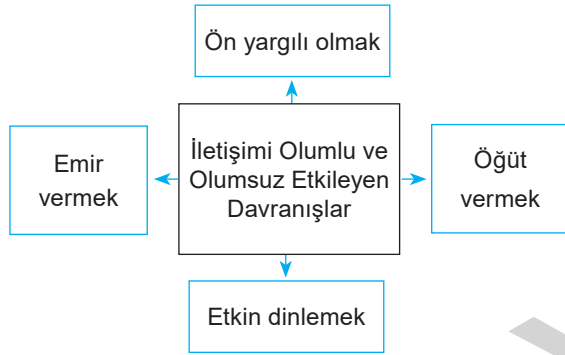 Ön yargılı olmak
Emir
vermek
İletişimi Olumlu ve
Olumsuz Etkileyen
Davranışlar
Öğüt
vermek
Etkin dinlemek